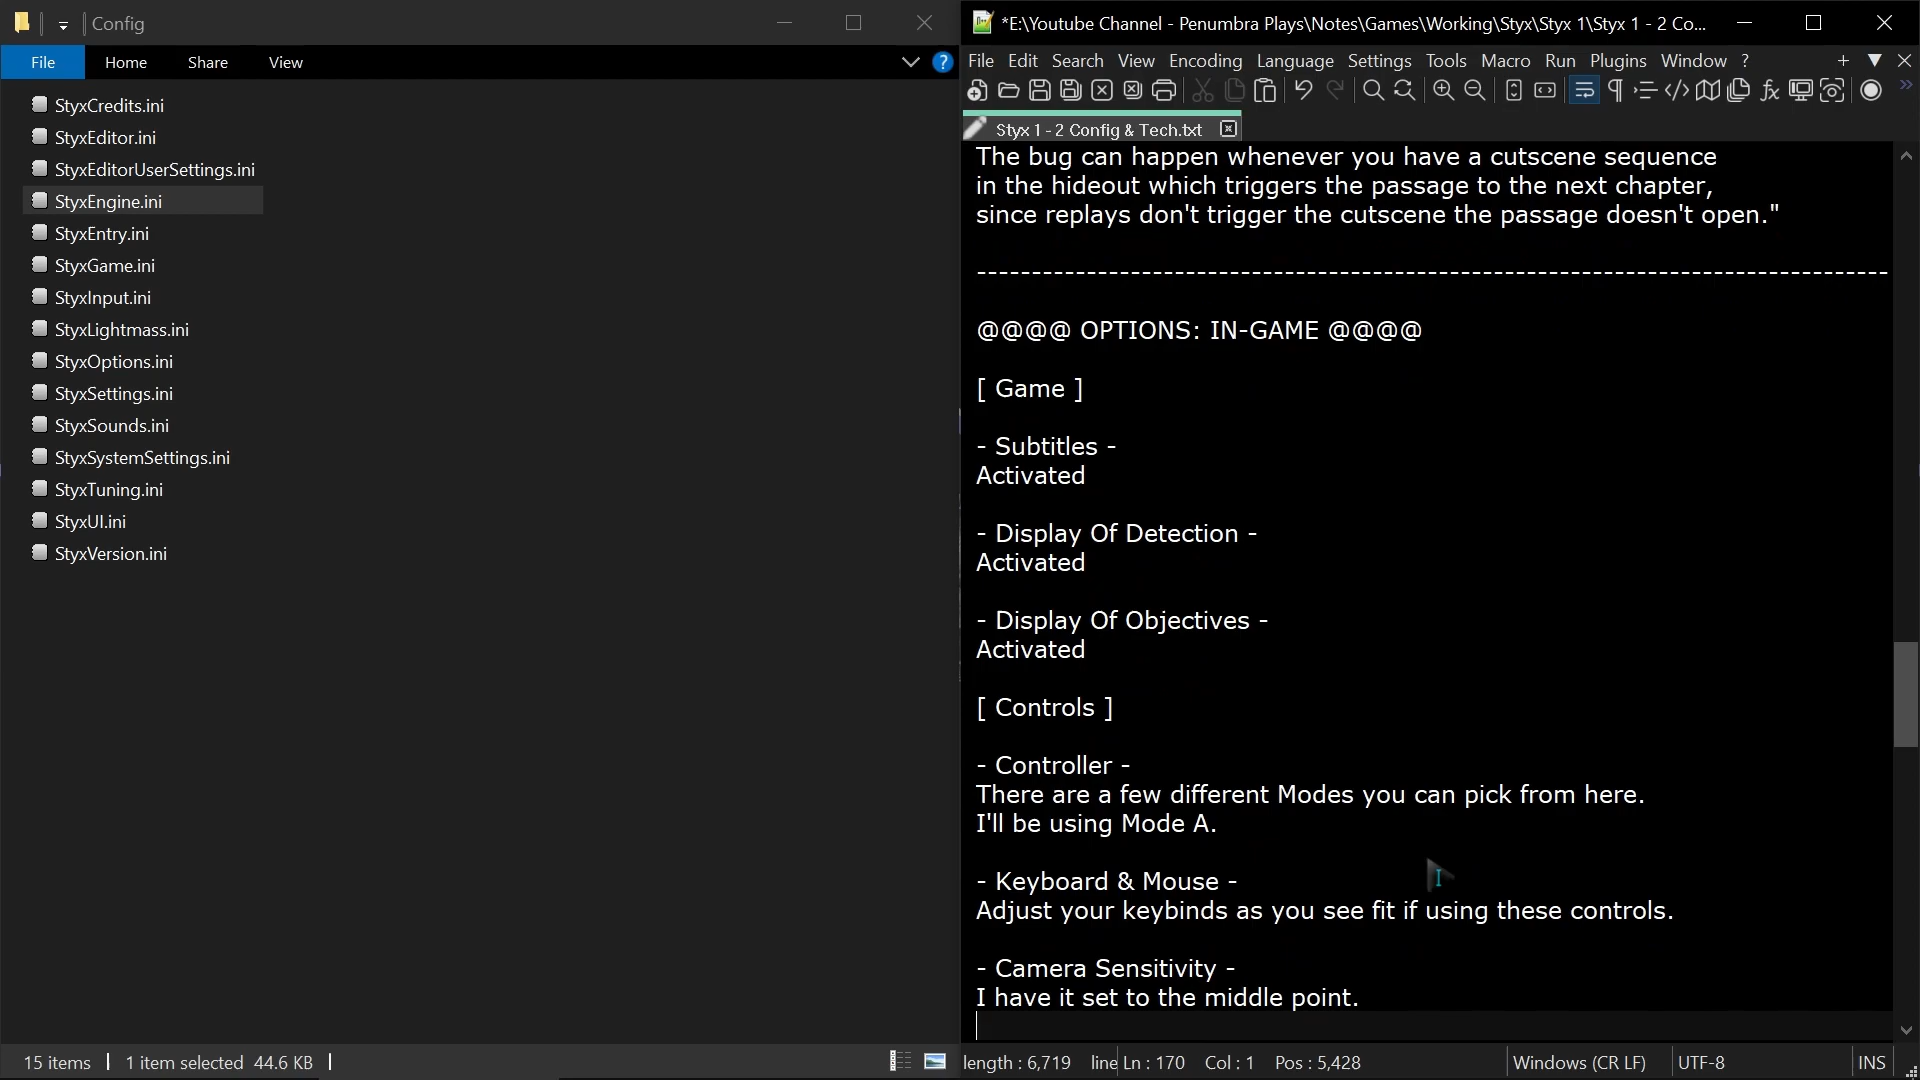 Config
File
Home
Share
View
StyxCredits.ini
StyxEditor.ini
StyxEditorUserSettings.ini
StyxEngine.ini
StyxEntry.ini
StyxGame.ini
StyxInput.ini
StyxLightmass.ini
StyxOptions.ini
StyxSettings.ini
StyxSounds.ini
StyxSystemSettings.ini
StyxTuning.ini
StyxUI.ini
StyxVersion.ini
15 items
1 item selected 44.6 KB
*E:\Youtube Channel - Penumbra Plays\Notes\Games\Working\Styx\Styx 1\Styx 1 - 2 Co...
File Edit Search View Encoding Language Settings Tools Macro Run Plugins Window ?
Styx 1 - 2 Config & Tech.txt
The bug can happen whenever you have a cutscene sequence
in the hideout which triggers the passage to the next chapter,
since replays don't trigger the cutscene the passage doesn't open."
--------------------------------------------------------------------------------
@@@@ OPTIONS: IN-GAME @@@@
[ Game ]
- Subtitles -
Activated
- Display Of Detection -
Activated
- Display Of Objectives -
Activated
[ Controls ]
- Controller -
There are a few different Modes you can pick from here.
I'll be using Mode A.
- Keyboard & Mouse -
Adjust your keybinds as you see fit if using these controls.
- Camera Sensitivity -
I have it set to the middle point.
length : 6,719 line Ln : 170 Col : 1 Pos : 5,428
Windows (CR LF)
UTF-8
INS